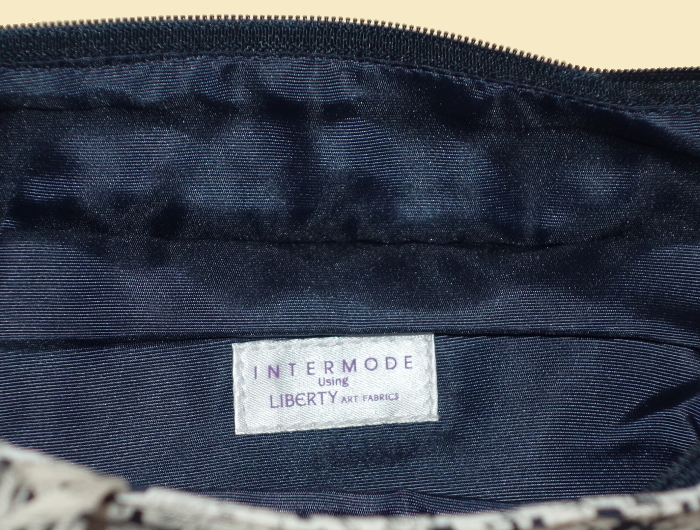 INTERMODE
Using
LIBERTY ART FABRICS